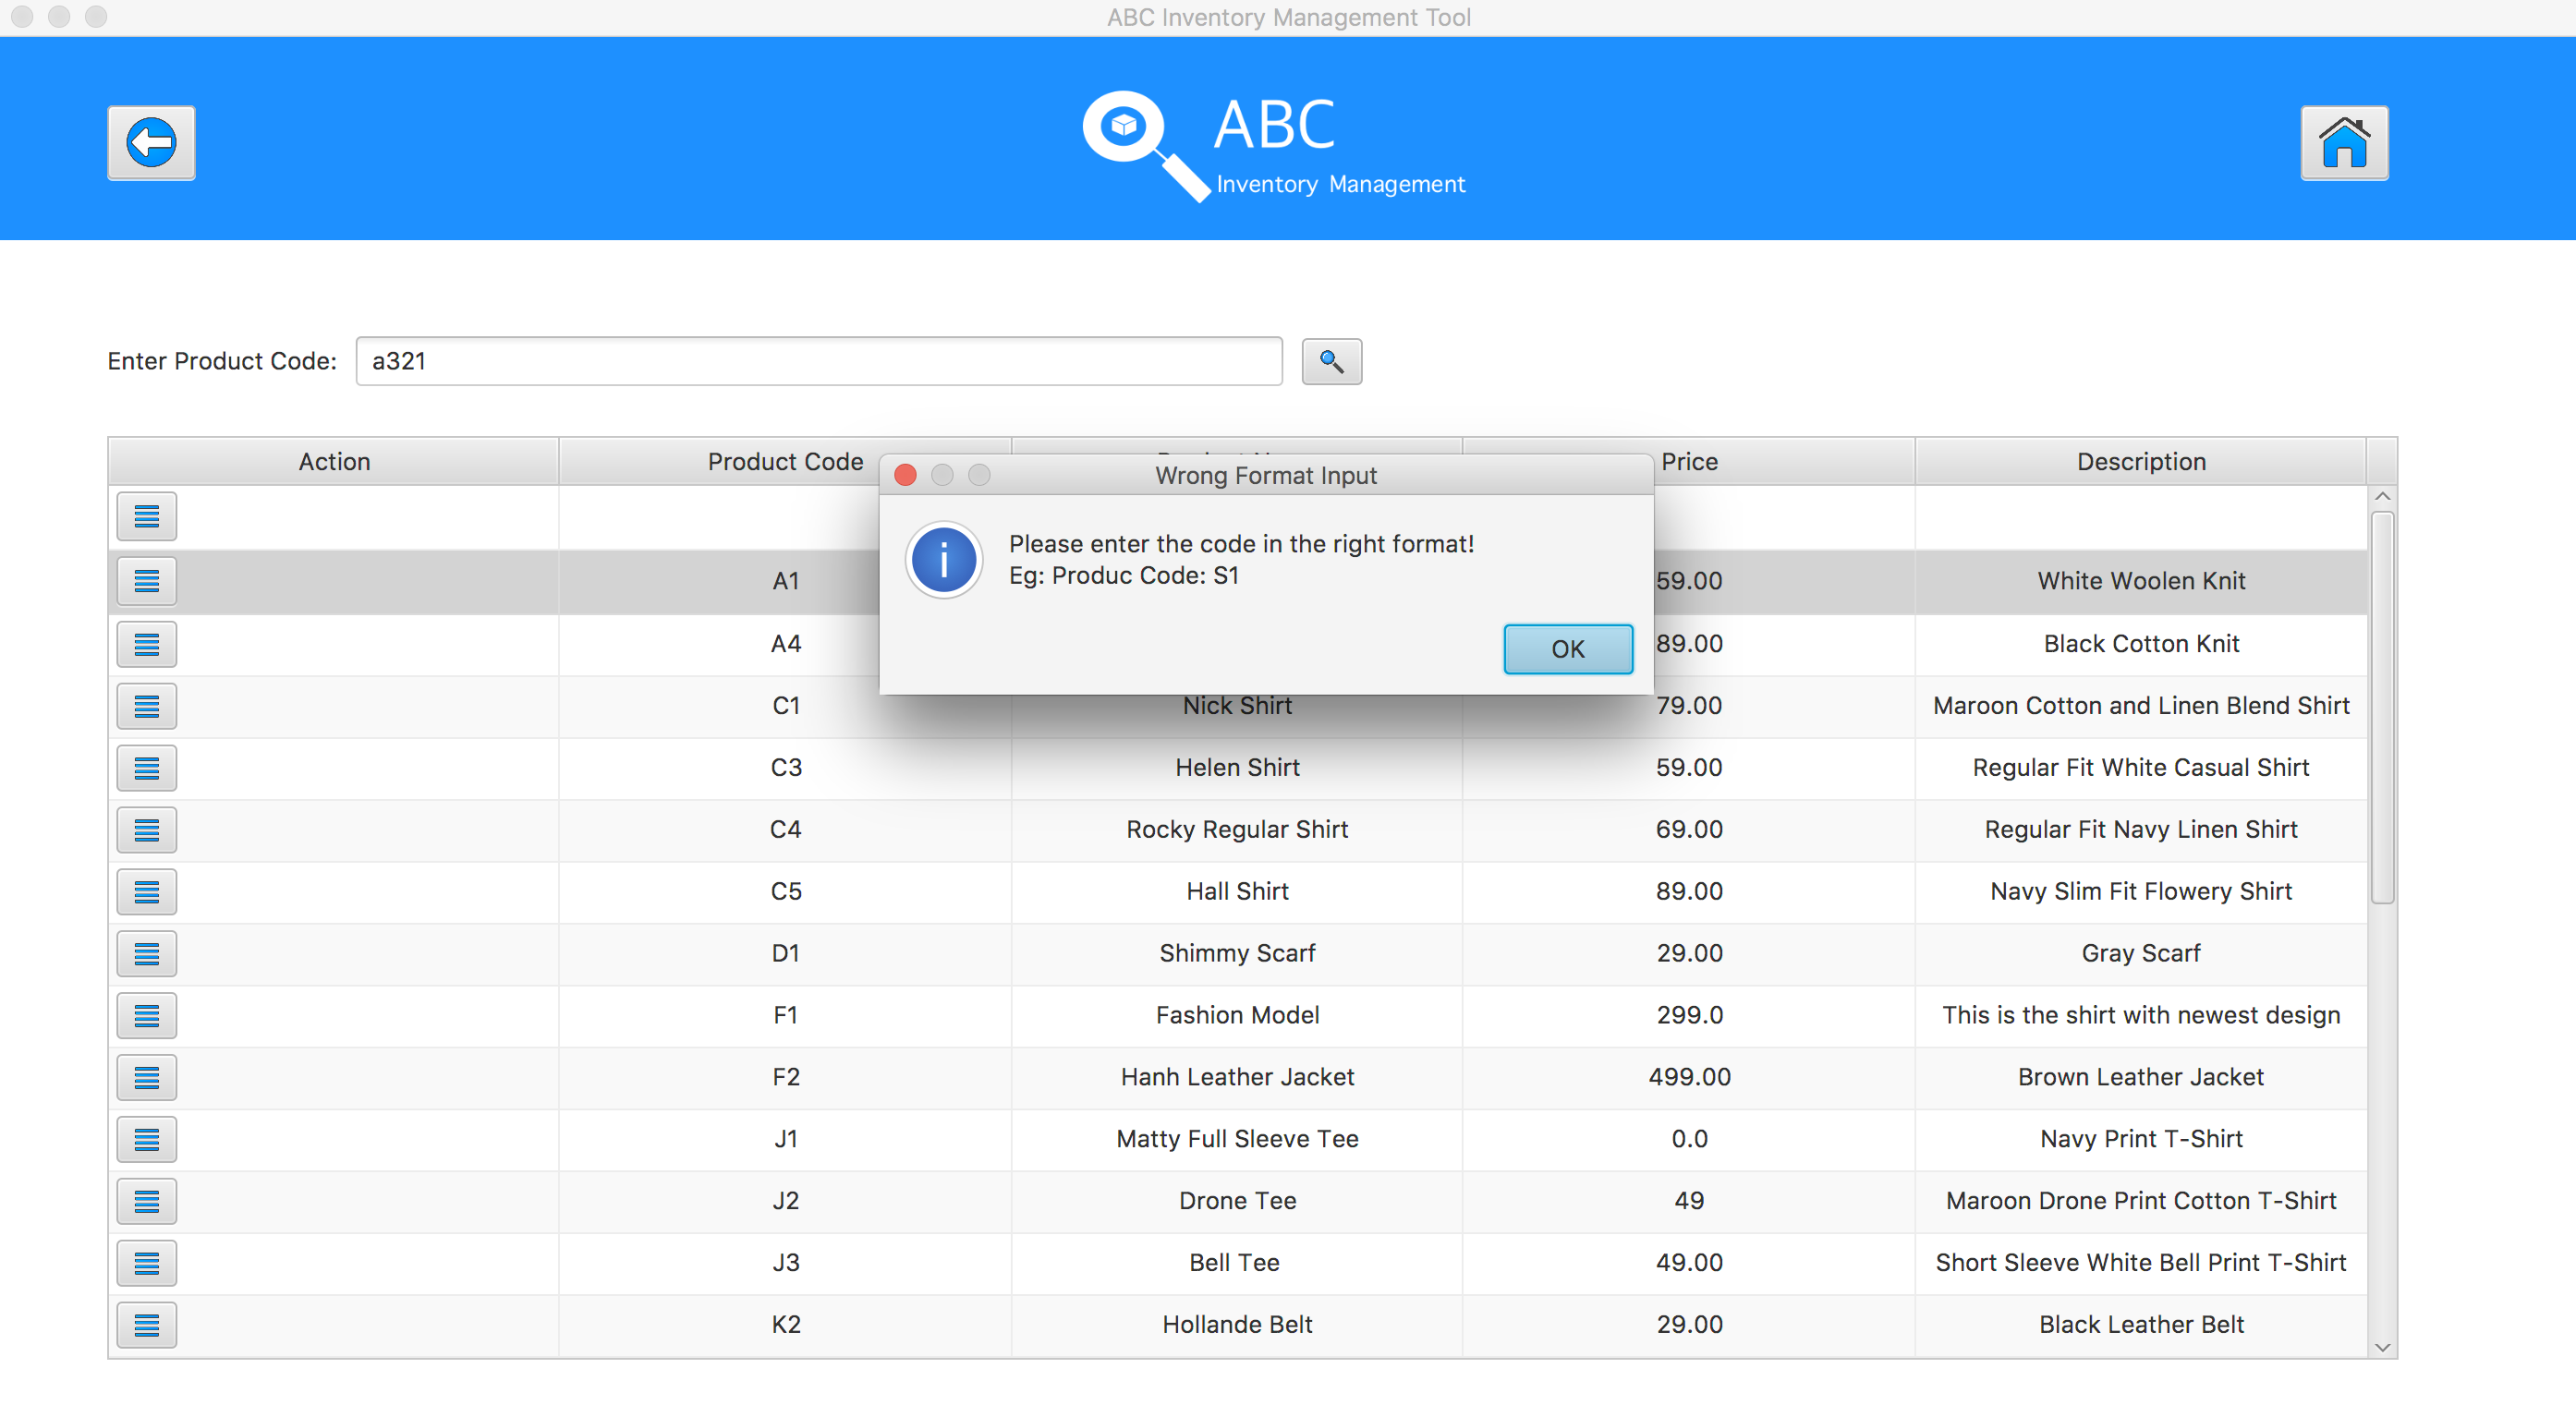 ABC Inventory Management Tool
ABC
Inventory Management
Enter Product Code: a321
Action Product Code Price Description
Wrong Format Input
Please enter the code in the right format!
Eg: Produc Code: S1
OK
A1 59.00 White Woolen Knit
A4 89.00 Black Cotton Knit
C1 Nick Shirt 79.00 Maroon Cotton and Linen Blend Shirt
C3 Helen Shirt 59.00 Regular Fit White Casual Shirt
C4 Rocky Regular Shirt 69.00 Regular Fit Navy Linen Shirt
C5 Hall Shirt 89.00 Navy Slim Fit Flowery Shirt
D1 Shimmy Scarf 29.00 Gray Scarf
F1 Fashion Model 299.0 This is the shirt with newest design
F2 Hanh Leather Jacket 499.00 Brown Leather Jacket
J1 Matty Full Sleeve Tee 0.0 Navy Print T-Shirt
J2 Drone Tee 49 Maroon Drone Print Cotton T-Shirt
J3 Bell Tee 49.00 Short Sleeve White Bell Print T-Shirt
K2 Hollande Belt 29.00 Black Leather Belt